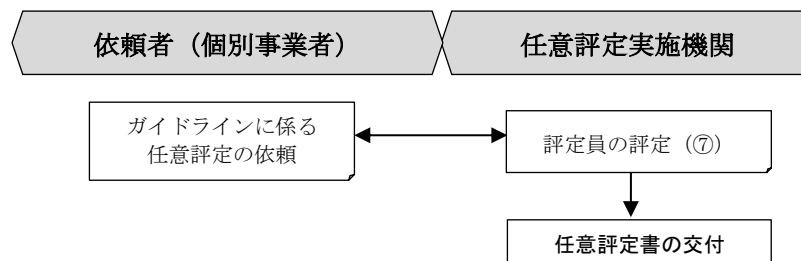 依頼者（個別事業者）
任意評定実施機関
ガイドラインに係る
任意評定の依頼
評定員の評定（⑦）
任意評定書の交付